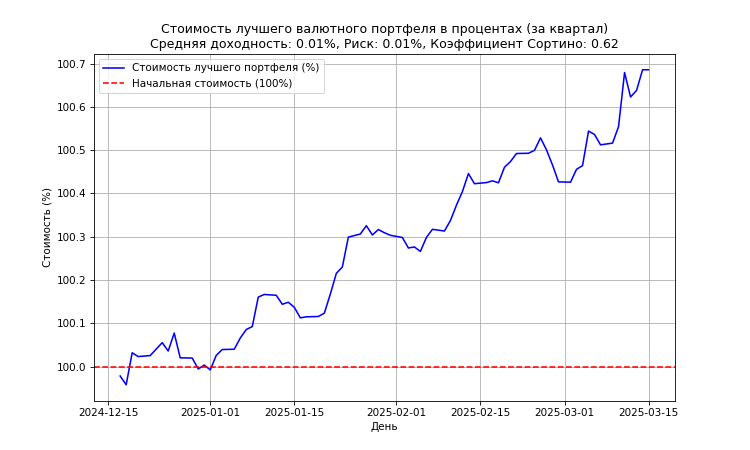 Стоимость лучшего валютного портфеля в процентах (за квартал)
Средняя доходность: 0.01%, Риск: 0.01%, Коэффициент Сортино: 0.62
Стоимость лучшего портфеля (%)
Начальная стоимость (100%)
Стоимость (%)
100.7
100.6
100.5
100.4
100.3
100.2
100.1
100.0
2024-12-15
2025-01-01
2025-01-15
2025-02-01
2025-02-15
2025-03-01
2025-03-15
День